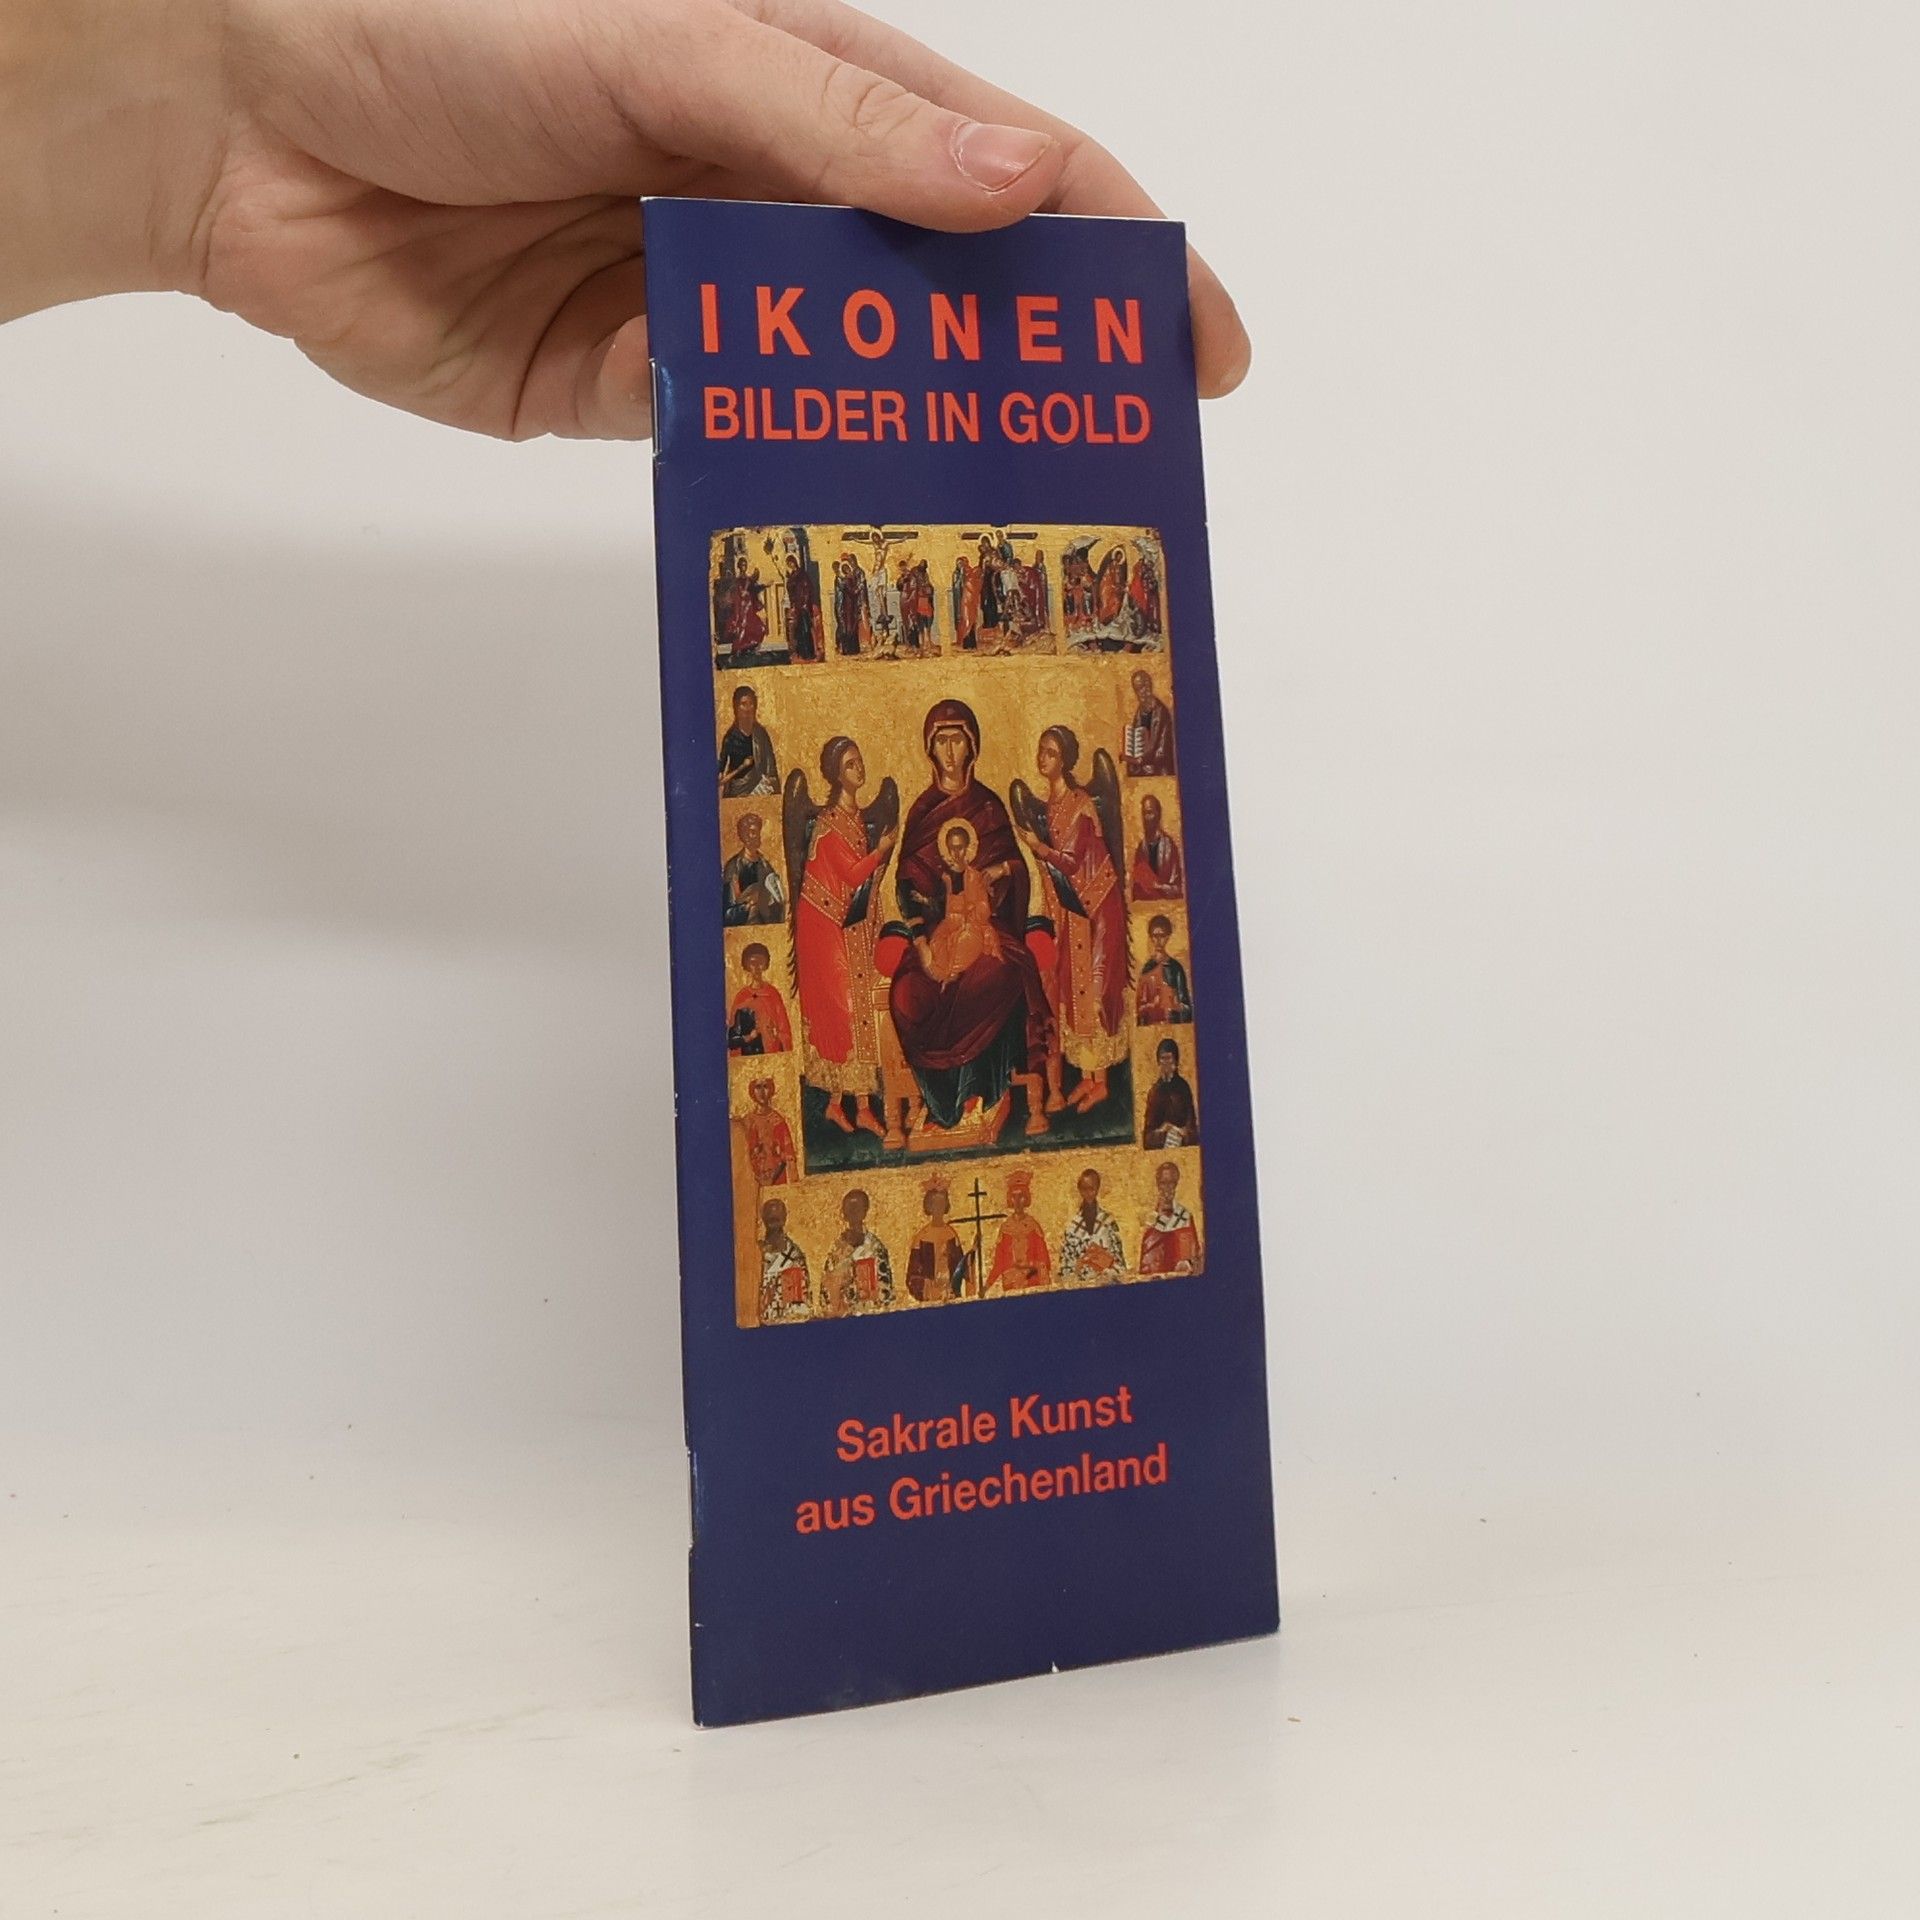 IKONEN
BILDER IN GOLD
Sakrale Kunst
aus Griechenland